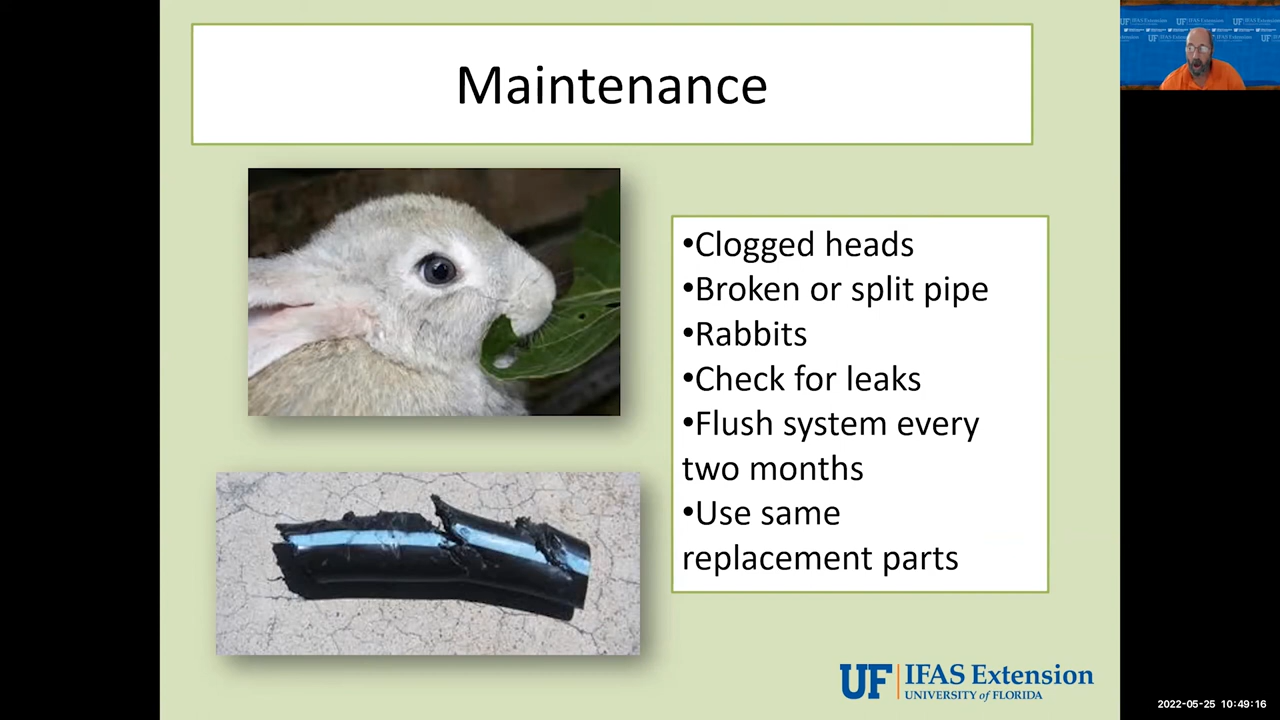 Maintenance
•Clogged heads
•Broken or split pipe
•Rabbits
•Check for leaks
•Flush system every
two months
•Use same
replacement parts
UF IFAS Extension
UNIVERSITY of FLORIDA
2022-05-25 10:49:16